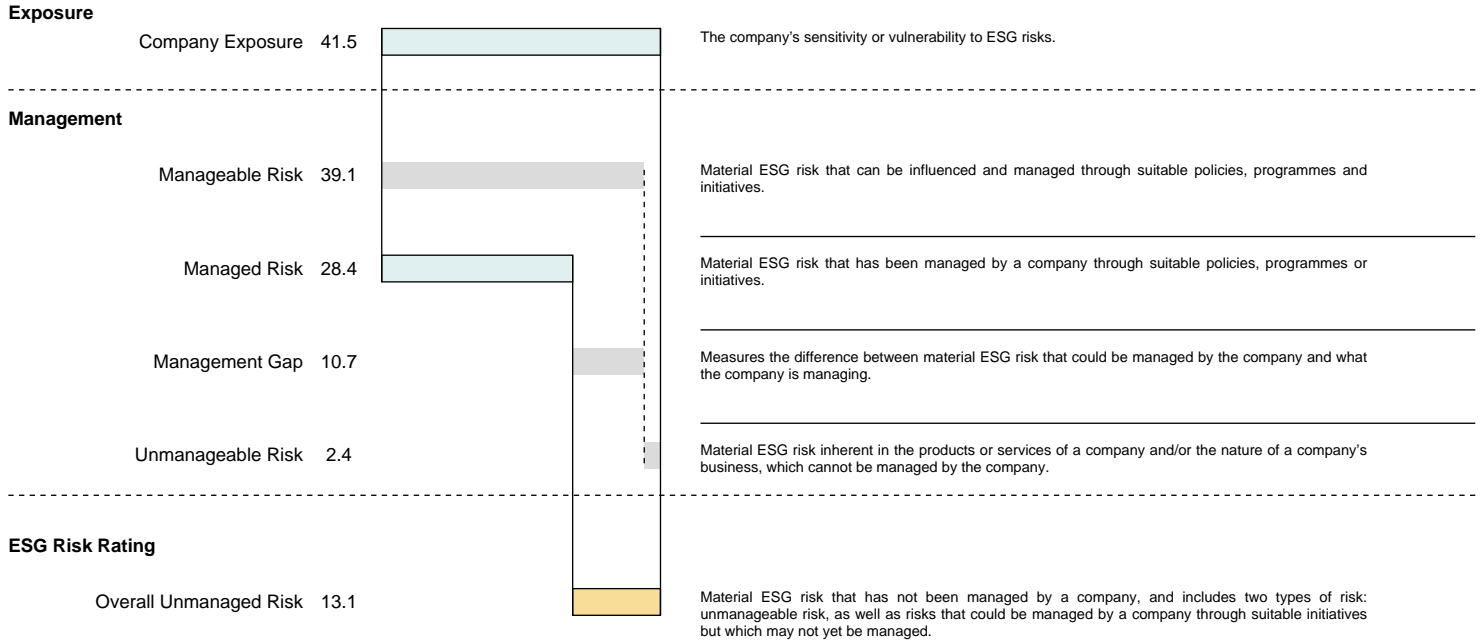 Exposure
Company Exposure 41.5
The company’s sensitivity or vulnerability to ESG risks.
Management
Manageable Risk 39.1
Material ESG risk that can be influenced and managed through suitable policies, programmes and
initiatives.
Managed Risk 28.4
Material ESG risk that has been managed by a company through suitable policies, programmes or
initiatives.
Management Gap 10.7
Measures the difference between material ESG risk that could be managed by the company and what
the company is managing.
Unmanageable Risk 2.4
Material ESG risk inherent in the products or services of a company and/or the nature of a company’s
business, which cannot be managed by the company.
ESG Risk Rating
Overall Unmanaged Risk 13.1
Material ESG risk that has not been managed by a company, and includes two types of risk:
unmanageable risk, as well as risks that could be managed by a company through suitable initiatives
but which may not yet be managed.